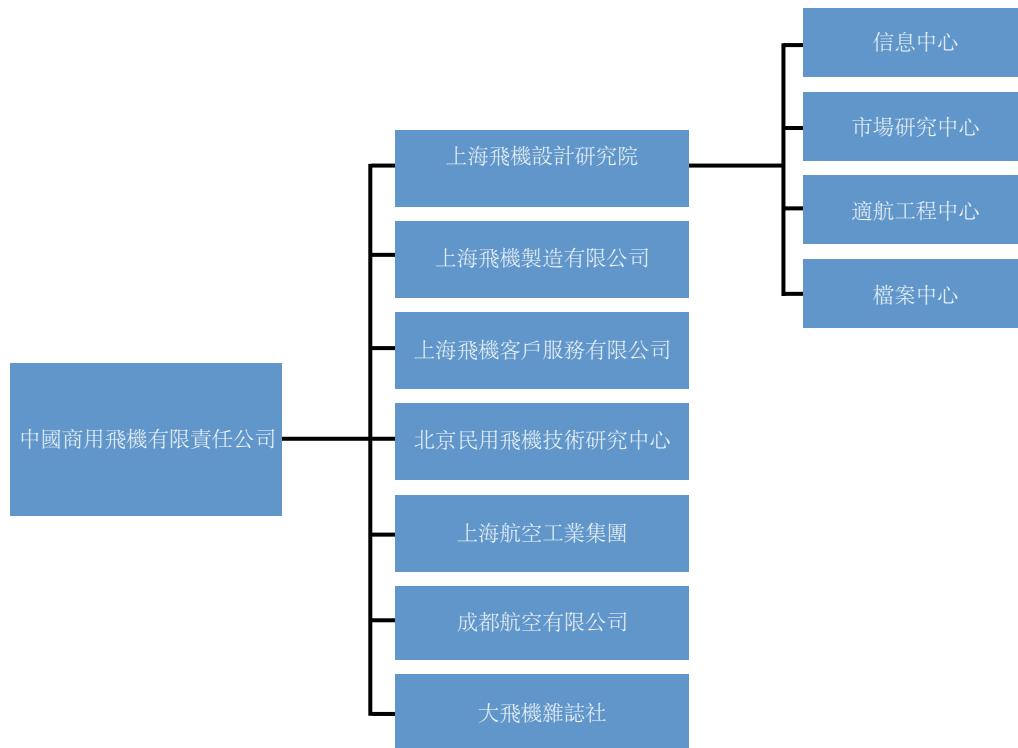 中國商用飛機有限責任公司
上海飛機設計研究院
上海飛機製造有限公司
上海飛機客戶服務有限公司
北京民用飛機技術研究中心
上海航空工業集團
成都航空有限公司
大飛機雜誌社
信息中心
市場研究中心
適航工程中心
檔案中心